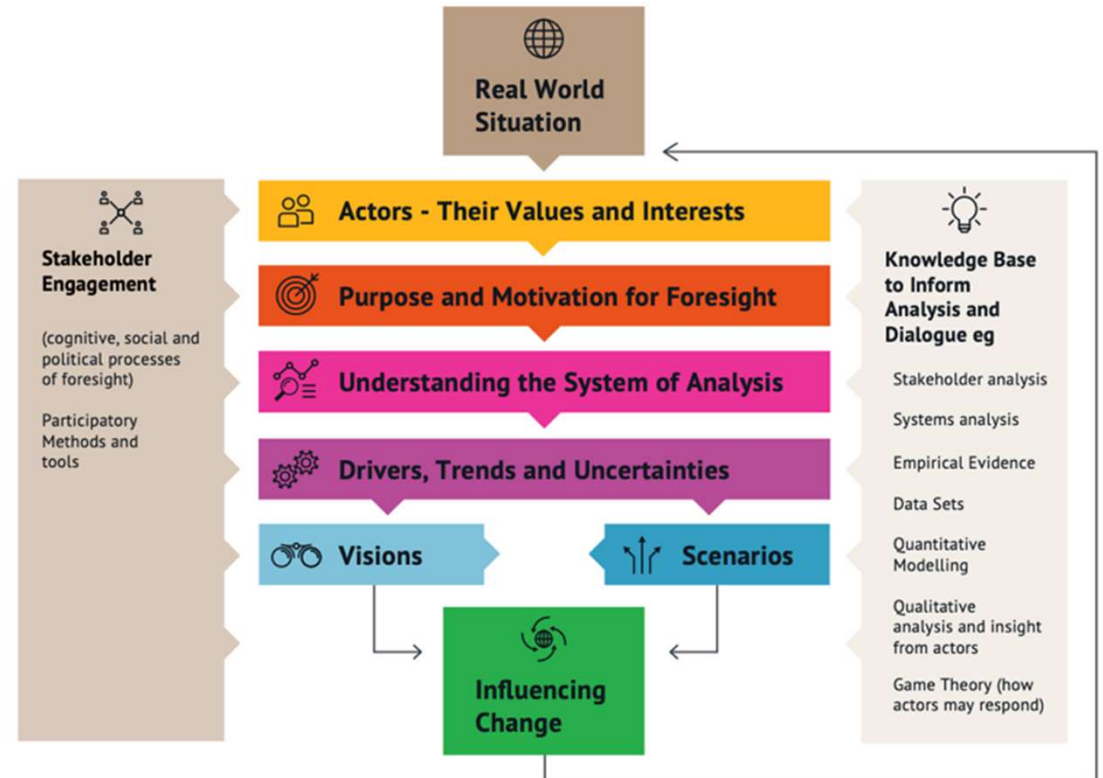 Real World
Situation
Stakeholder
Engagement
(cognitive, social and
political processes
of foresight)
Participatory
Methods and
tools
Actors - Their Values and Interests
Purpose and Motivation for Foresight
Understanding the System of Analysis
Drivers, Trends and Uncertainties
Visions
Scenarios
Influencing
Change
Knowledge Base
to Inform
Analysis and
Dialogue eg
Stakeholder analysis
Systems analysis
Empirical Evidence
Data Sets
Quantitative
Modelling
Qualitative
analysis and insight
from actors
Game Theory (how
actors may respond)